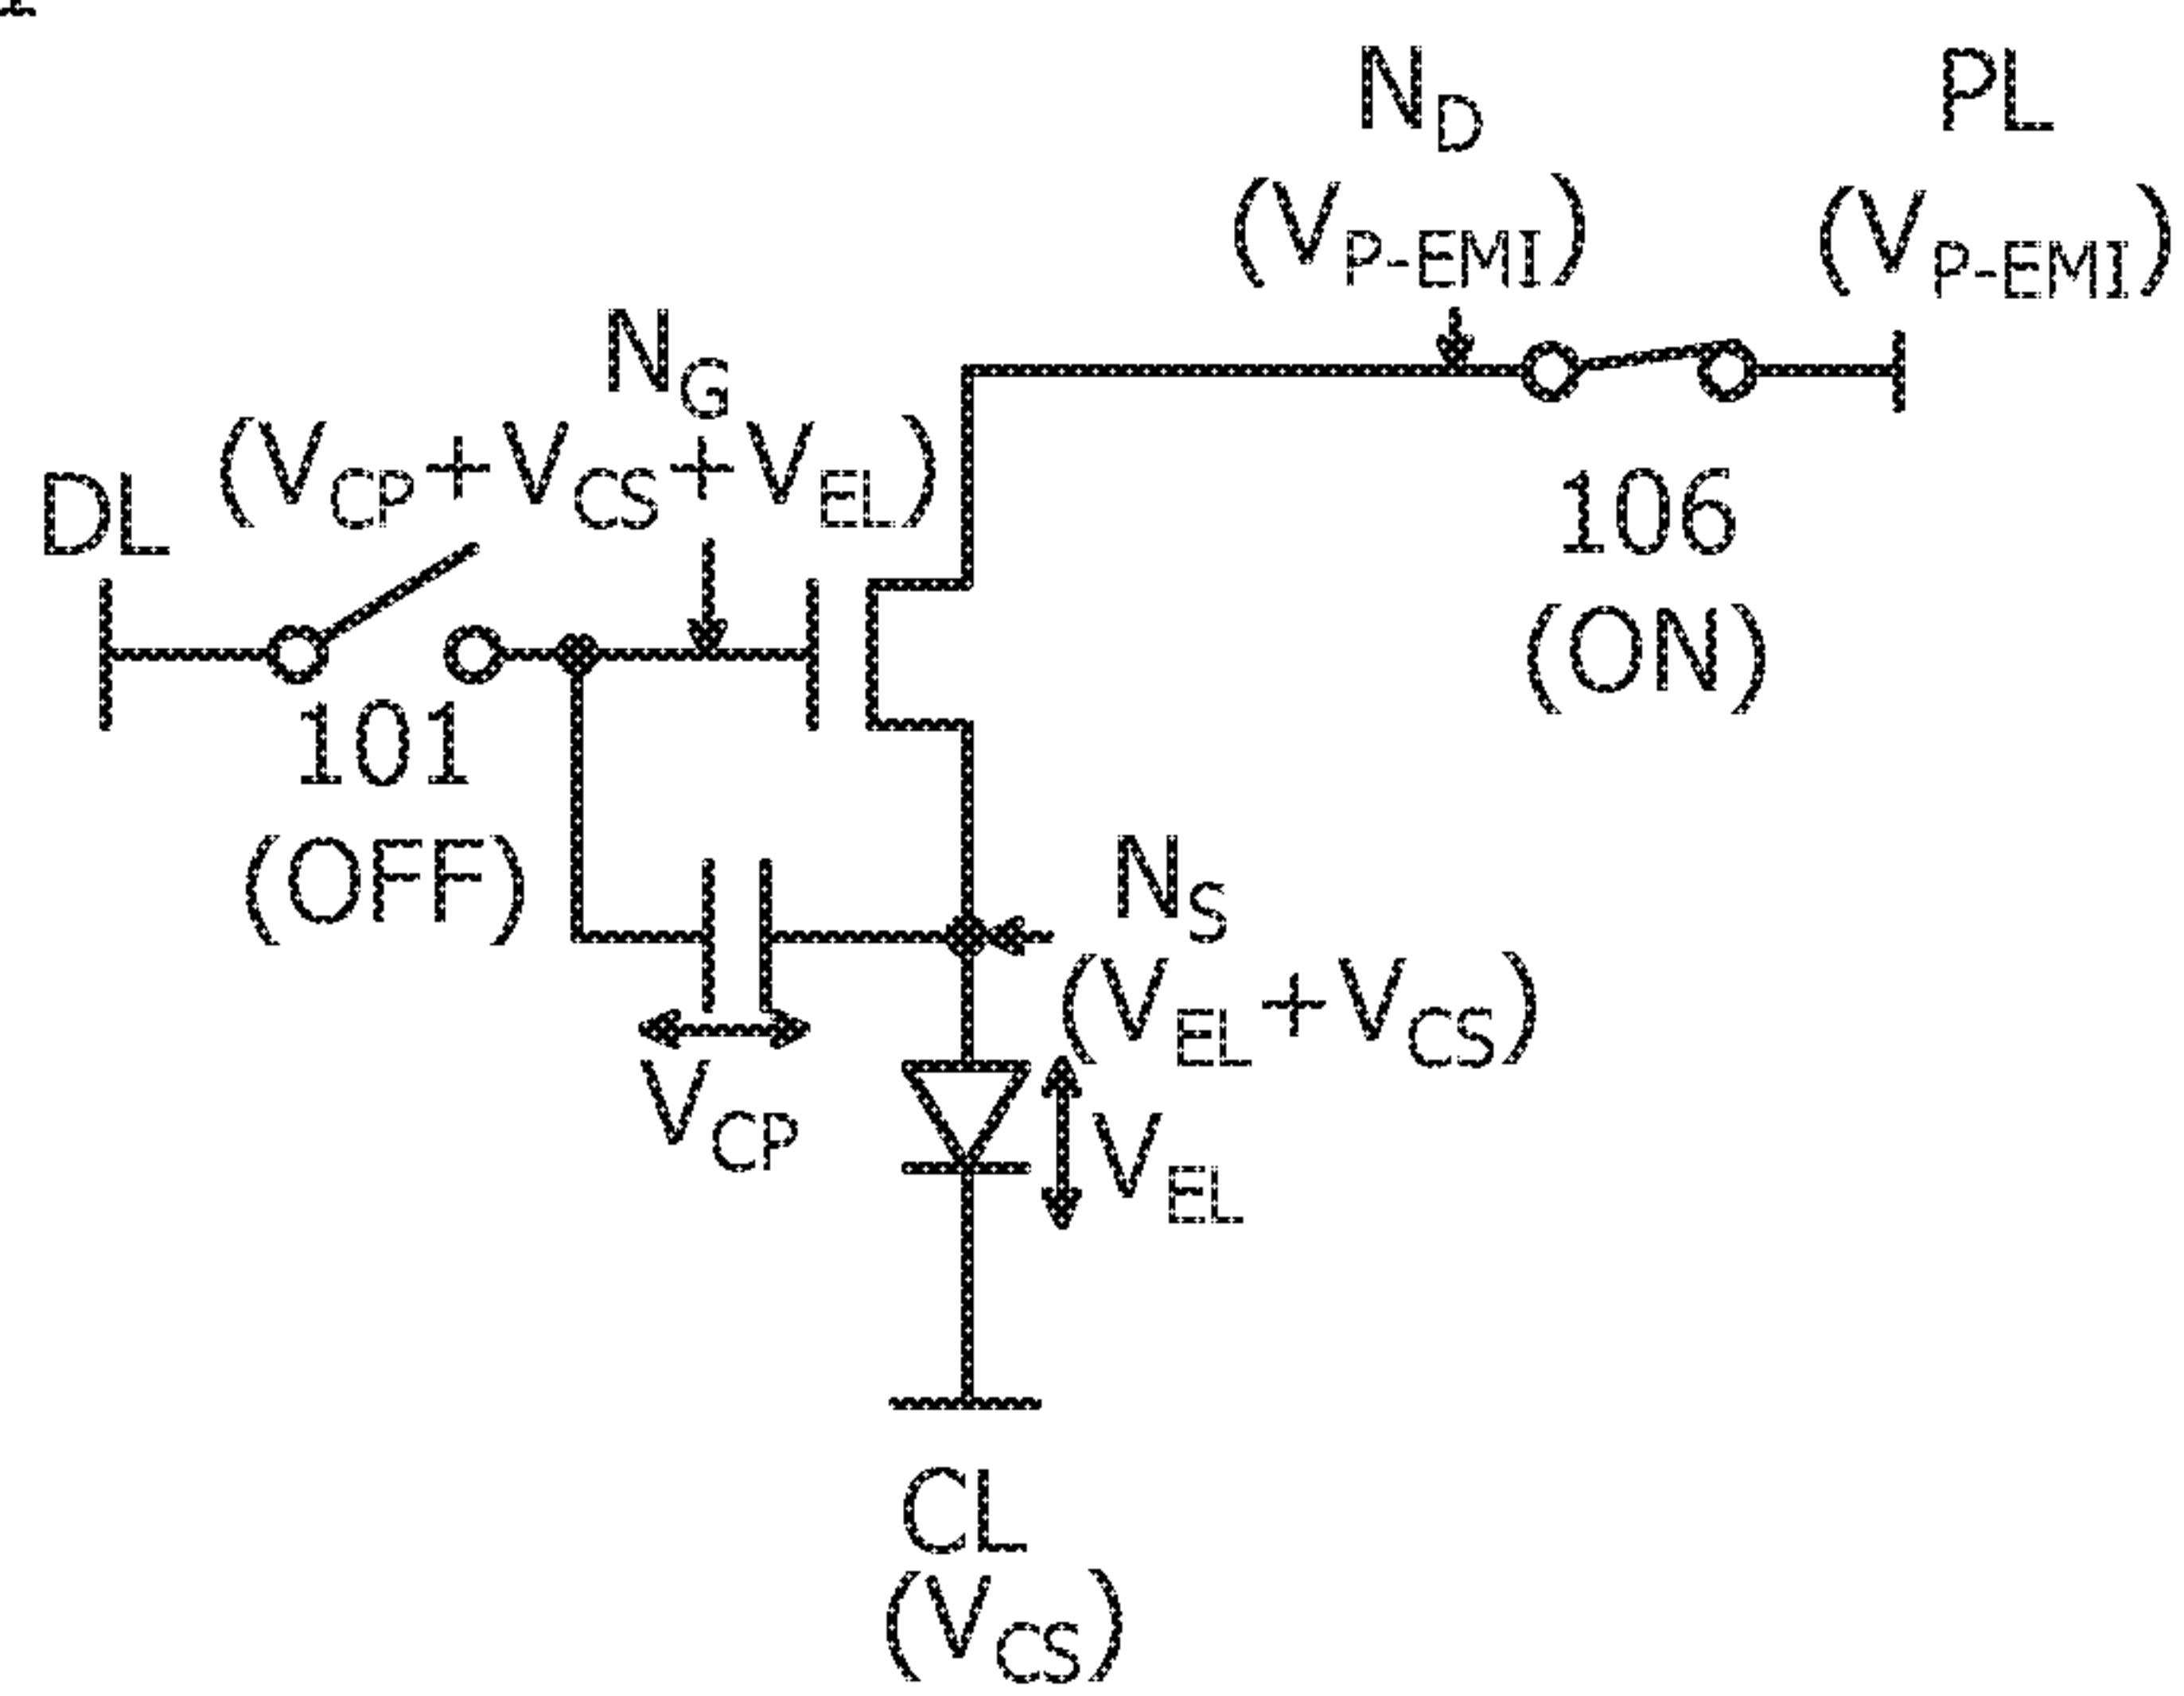 N_D
(V_P-EMI)
PL
(V_P-EMI)
N_G
(V_CP+V_CS+V_EL)
DL
101
(OFF)
106
(ON)
N_S
(V_EL+V_CS)
V_CP
V_EL
CL
(V_CS)